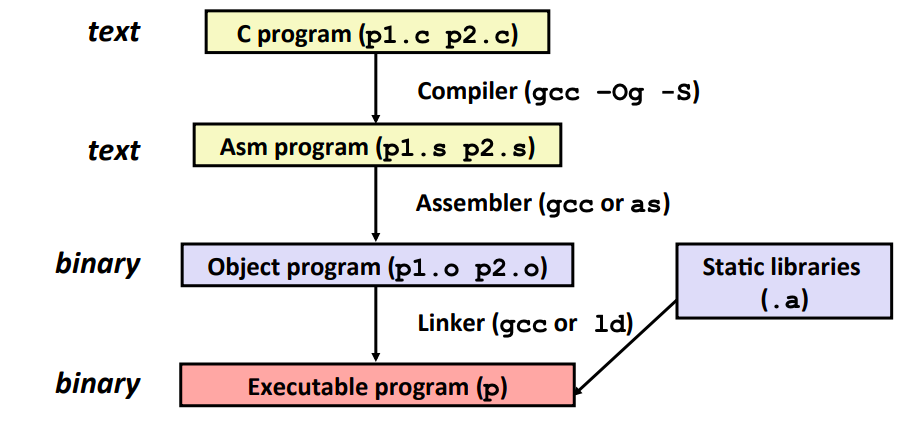 text
C program (p1.c p2.c)
Compiler (gcc –Og -S)
text
Asm program (p1.s p2.s)
Assembler (gcc or as)
binary
Object program (p1.o p2.o)
Static libraries
(.a)
Linker (gcc or ld)
binary
Executable program (p)